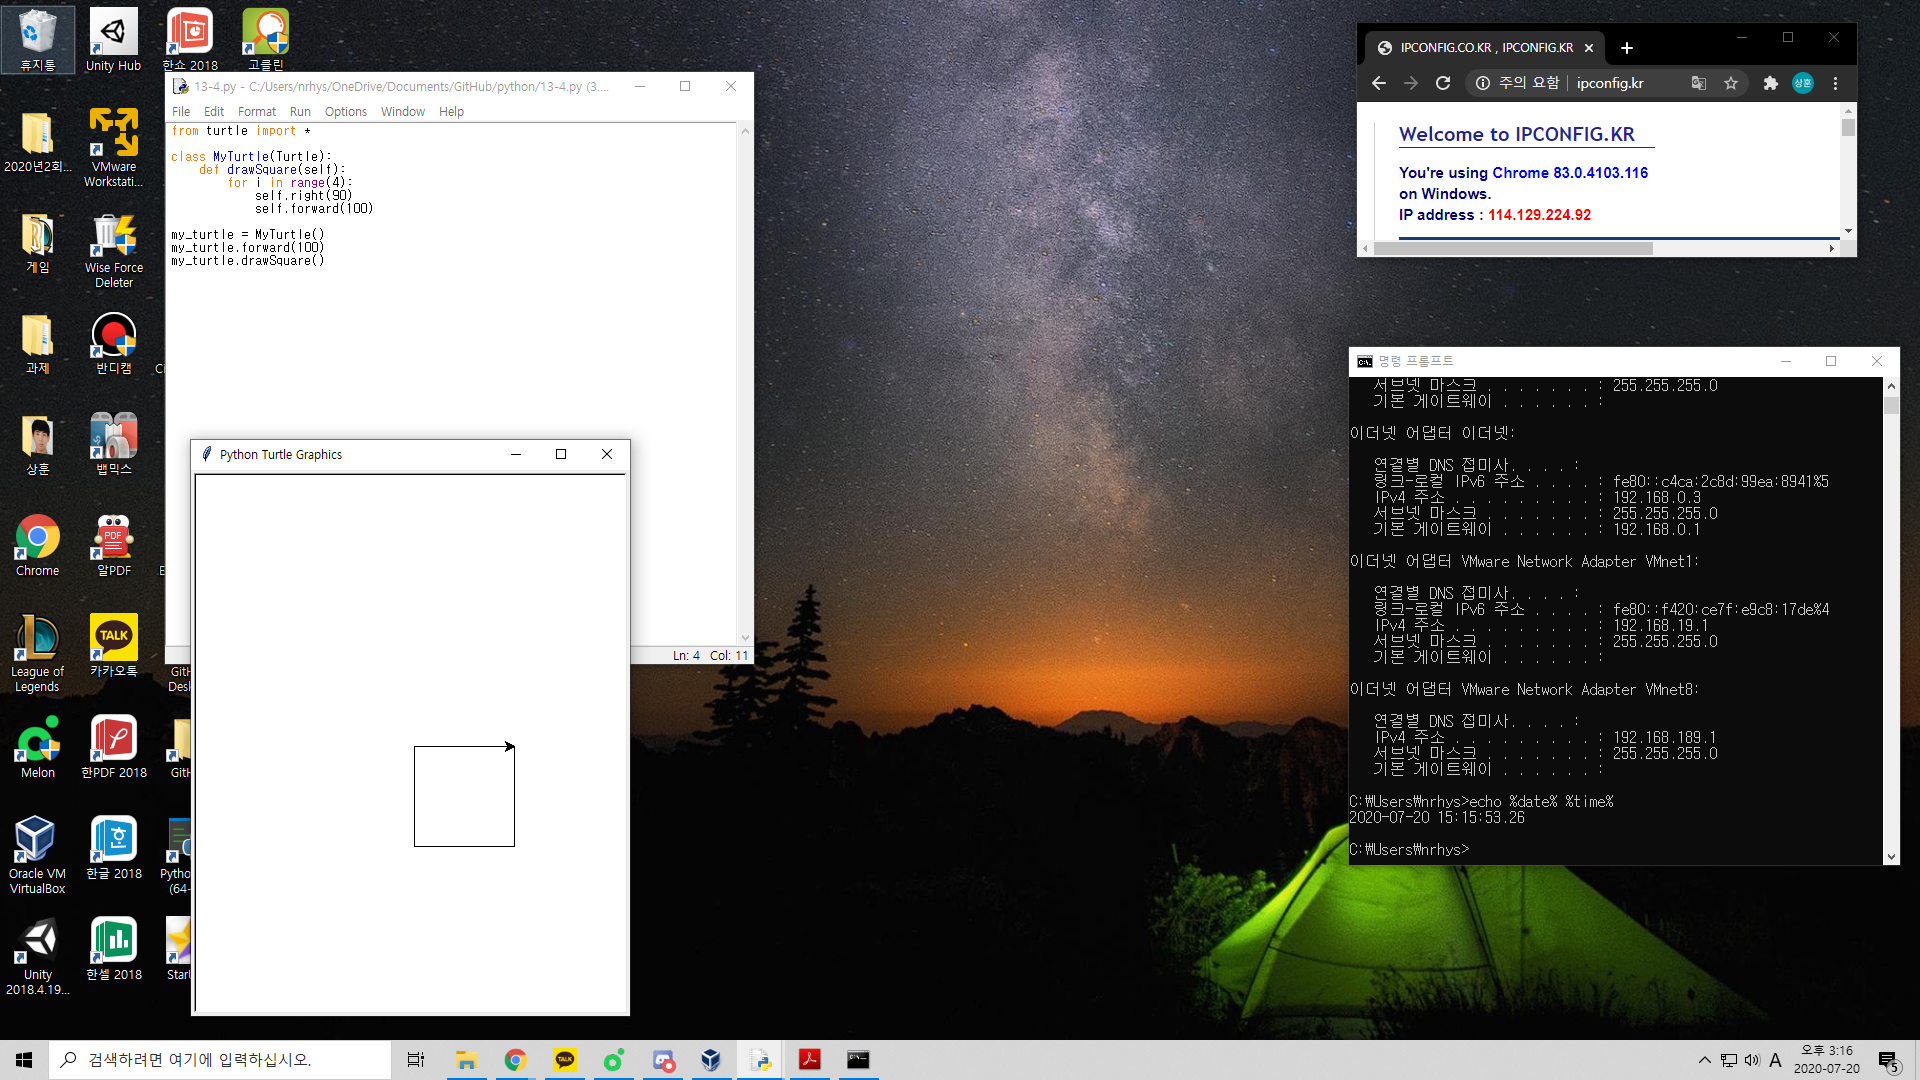 휴지통
Unity Hub
한쇼 2018
고클린
2020년2회...
VMware
Workstati...
게임
Wise Force
Deleter
과제
반디캠
상훈
뱁믹스
Chrome
알PDF
League of
Legends
카카오톡
Melon
한PDF 2018
Oracle VM
VirtualBox
한글 2018
Unity
2018.4.19...
한셀 2018
13-4.py - C:/Users/nrhys/OneDrive/Documents/GitHub/python/13-4.py (3....
File Edit Format Run Options Window Help
from turtle import *
class MyTurtle(Turtle):
def drawSquare(self):
for i in range(4):
self.right(90)
self.forward(100)
my_turtle = MyTurtle()
my_turtle.forward(100)
my_turtle.drawSquare()
Ln: 4 Col: 11
Python Turtle Graphics
IPCONFIG.CO.KR , IPCONFIG.KR
주의 요함 ipconfig.kr
상훈
Welcome to IPCONFIG.KR
You're using Chrome 83.0.4103.116
on Windows.
IP address : 114.129.224.92
명령 프롬프트
서브넷 마스크 . . . . . . . : 255.255.255.0
기본 게이트웨이 . . . . . . :
이더넷 어댑터 이더넷:
연결별 DNS 접미사. . . . :
링크-로컬 IPv6 주소 . . . . : fe80::c4ca:2c8d:99ea:8941%5
IPv4 주소 . . . . . . . . . : 192.168.0.3
서브넷 마스크 . . . . . . . : 255.255.255.0
기본 게이트웨이 . . . . . . : 192.168.0.1
이더넷 어댑터 VMware Network Adapter VMnet1:
연결별 DNS 접미사. . . . :
링크-로컬 IPv6 주소 . . . . : fe80::f420:ce7f:e9c8:17de%4
IPv4 주소 . . . . . . . . . : 192.168.19.1
서브넷 마스크 . . . . . . . : 255.255.255.0
기본 게이트웨이 . . . . . . :
이더넷 어댑터 VMware Network Adapter VMnet8:
연결별 DNS 접미사. . . . :
IPv4 주소 . . . . . . . . . : 192.168.189.1
서브넷 마스크 . . . . . . . : 255.255.255.0
기본 게이트웨이 . . . . . . :
C:₩Users₩nrhys>echo %date% %time%
2020-07-20 15:15:53.26
C:₩Users₩nrhys>
검색하려면 여기에 입력하십시오.
A
오후 3:16
2020-07-20
5